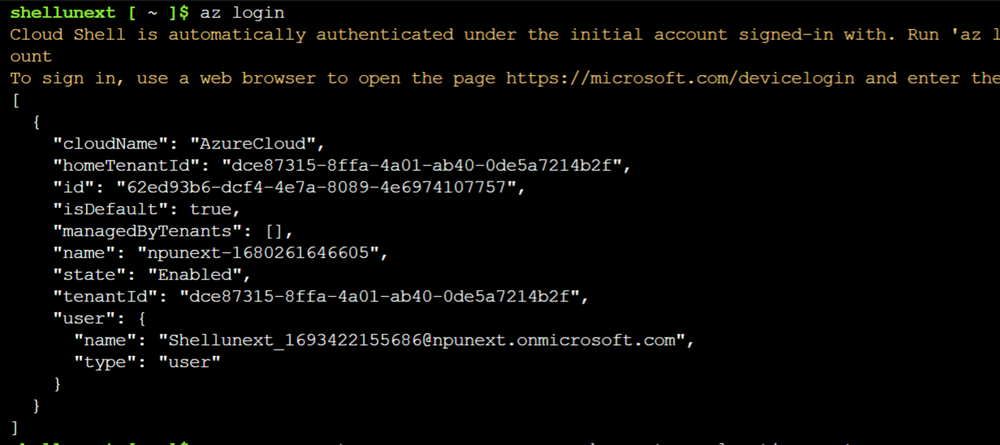 shellunext [ ~ ]$ az login
Cloud Shell is automatically authenticated under the initial account signed-in with. Run 'az l
ount
To sign in, use a web browser to open the page https://microsoft.com/devicelogin and enter the
[
  {
    "cloudName": "AzureCloud",
    "homeTenantId": "dce87315-8ffa-4a01-ab40-0de5a7214b2f",
    "id": "62ed93b6-dcf4-4e7a-8089-4e6974107757",
    "isDefault": true,
    "managedByTenants": [],
    "name": "npunext-1680261646605",
    "state": "Enabled",
    "tenantId": "dce87315-8ffa-4a01-ab40-0de5a7214b2f",
    "user": {
      "name": "Shellunext_1693422155686@npunext.onmicrosoft.com",
      "type": "user"
    }
  }
]